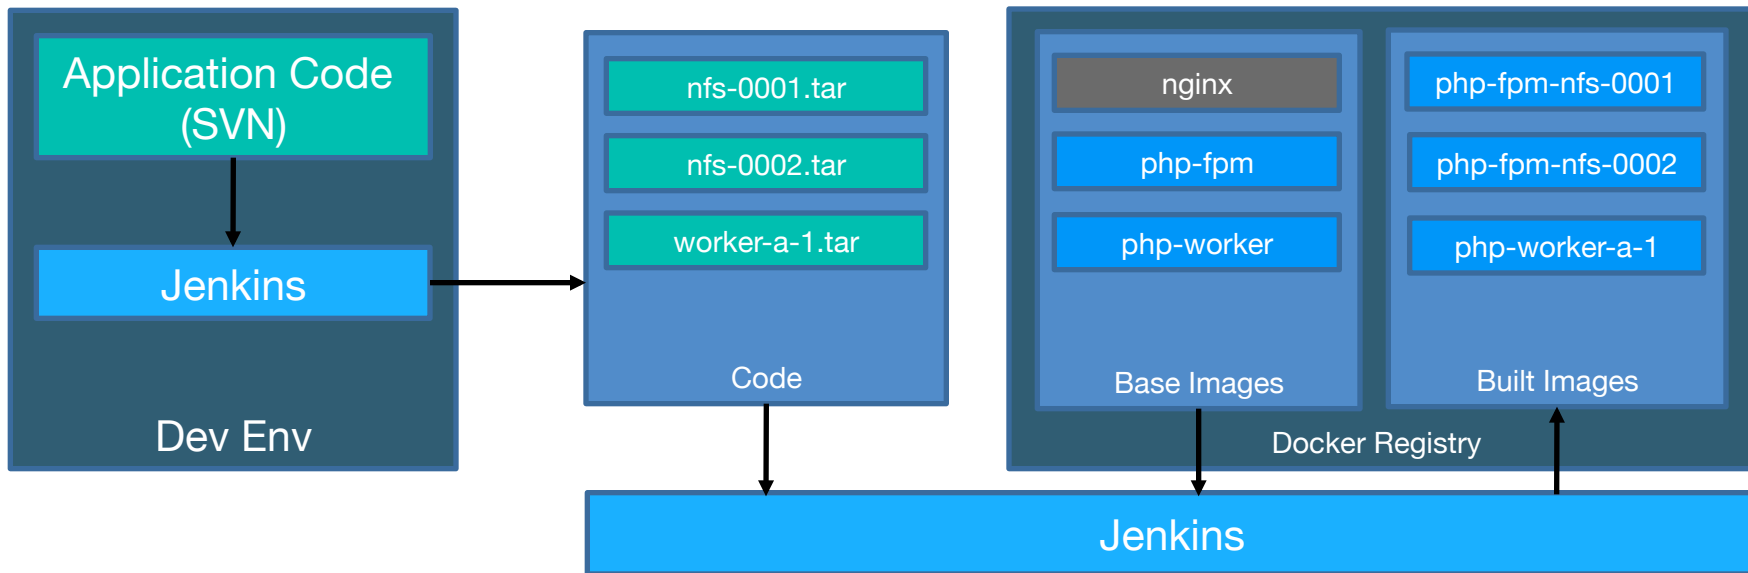 Application Code
(SVN)
Jenkins
Dev Env
nfs-0001.tar
nfs-0002.tar
worker-a-1.tar
Code
nginx
php-fpm
php-worker
Base Images
php-fpm-nfs-0001
php-fpm-nfs-0002
php-worker-a-1
Built Images
Docker Registry
Jenkins